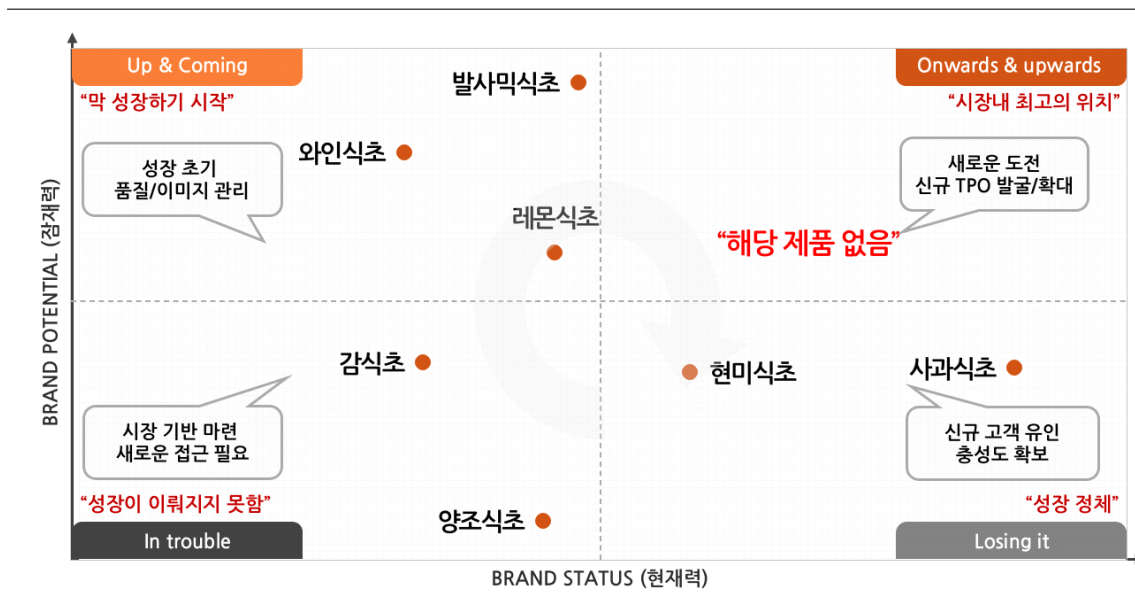 Up & Coming
“막 성장하기 시작”
성장 초기
품질/이미지 관리
발사믹식초
와인식초
레몬식초
Onwards & upwards
“시장내 최고의 위치”
새로운 도전
신규 TPO 발굴/확대
“해당 제품 없음”
BRAND POTENTIAL (잠재력)
감식초
시장 기반 마련
새로운 접근 필요
“성장이 이뤄지지 못함”
In trouble
양조식초
현미식초
사과식초
신규 고객 유인
충성도 확보
“성장 정체”
Losing it
BRAND STATUS (현재력)